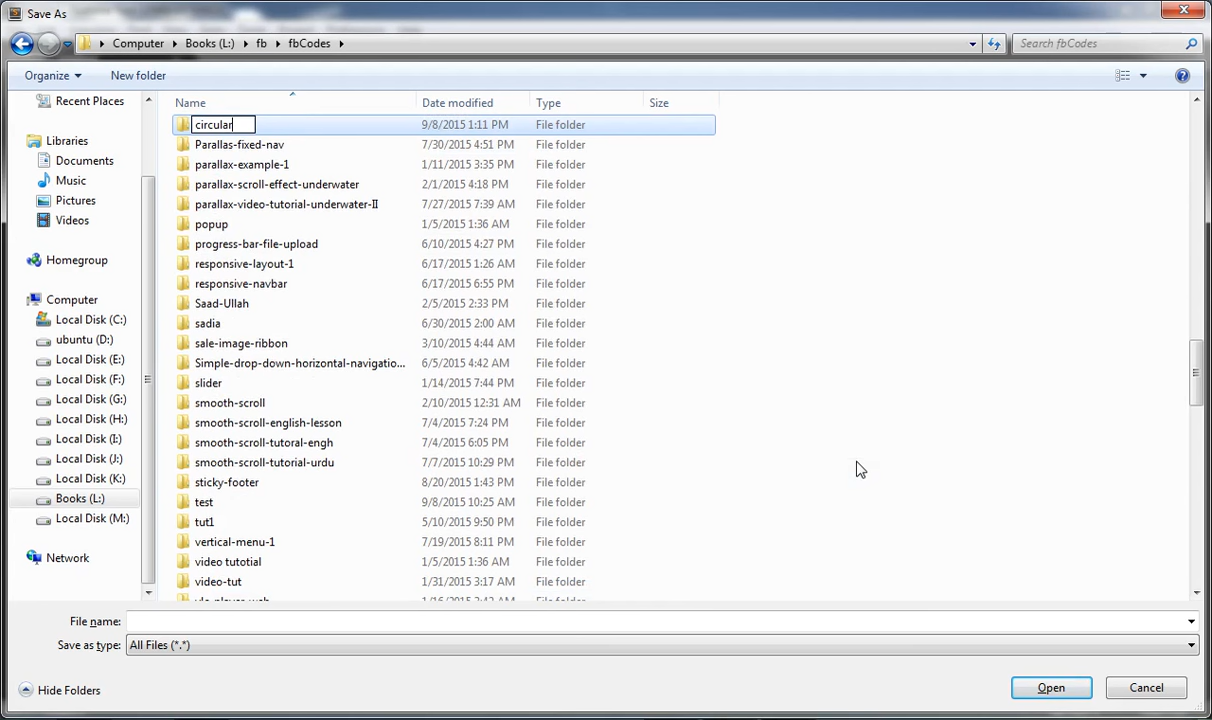 Save As
Computer Books (L:) fb fbCodes
Search fbCodes
Organize New folder
Name Date modified Type Size
circular 9/8/2015 1:11 PM File folder
Parallas-fixed-nav 7/30/2015 4:51 PM File folder
parallax-example-1 1/11/2015 3:35 PM File folder
parallax-scroll-effect-underwater 2/1/2015 4:18 PM File folder
parallax-video-tutorial-underwater-II 7/27/2015 7:39 AM File folder
popup 1/5/2015 1:36 AM File folder
progress-bar-file-upload 6/10/2015 4:27 PM File folder
responsive-layout-1 6/17/2015 1:26 AM File folder
responsive-navbar 6/17/2015 6:55 PM File folder
Saad-Ullah 2/5/2015 2:33 PM File folder
sadia 6/30/2015 2:00 AM File folder
sale-image-ribbon 3/10/2015 4:44 AM File folder
Simple-drop-down-horizontal-navigatio... 6/5/2015 4:42 AM File folder
slider 1/14/2015 7:44 PM File folder
smooth-scroll 2/10/2015 12:31 AM File folder
smooth-scroll-english-lesson 7/4/2015 7:24 PM File folder
smooth-scroll-tutoral-engh 7/4/2015 6:05 PM File folder
smooth-scroll-tutorial-urdu 7/7/2015 10:29 PM File folder
sticky-footer 8/20/2015 1:43 PM File folder
test 9/8/2015 10:25 AM File folder
tut1 5/10/2015 9:50 PM File folder
vertical-menu-1 7/19/2015 8:11 PM File folder
video tutotial 1/5/2015 1:36 AM File folder
video-tut 1/31/2015 3:17 AM File folder
Recent Places
Libraries
Documents
Music
Pictures
Videos
Homegroup
Computer
Local Disk (C:)
ubuntu (D:)
Local Disk (E:)
Local Disk (F:)
Local Disk (G:)
Local Disk (H:)
Local Disk (I:)
Local Disk (J:)
Local Disk (K:)
Books (L:)
Local Disk (M:)
Network
File name:
Save as type: All Files (*.*)
Hide Folders
Open Cancel